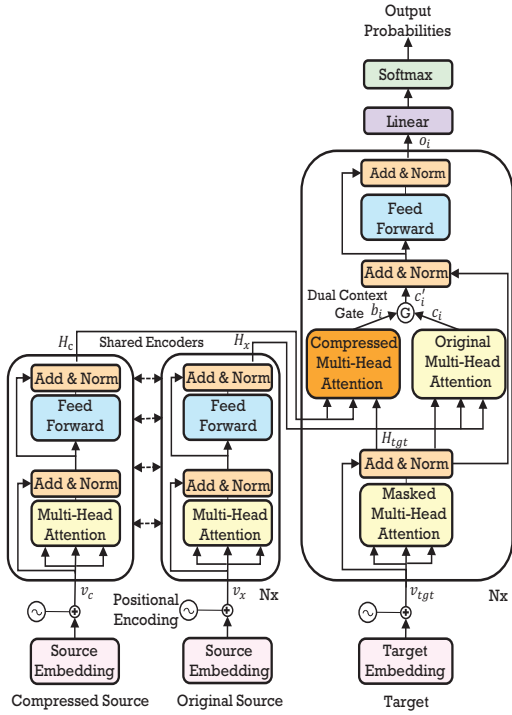 Output
Probabilities
Softmax
Linear
o_i
Add & Norm
Feed
Forward
Add & Norm
Dual Context
Gate
b_i
G
c'_i
c_i
H_c
Shared Encoders
H_x
Compressed
Multi-Head
Attention
Original
Multi-Head
Attention
Add & Norm
Feed
Forward
Add & Norm
Multi-Head
Attention
Add & Norm
Feed
Forward
Add & Norm
Multi-Head
Attention
H_tgt
Add & Norm
Masked
Multi-Head
Attention
v_c
Positional
Encoding
v_x
Nx
v_tgt
Nx
Source
Embedding
Source
Embedding
Target
Embedding
Compressed Source
Original Source
Target